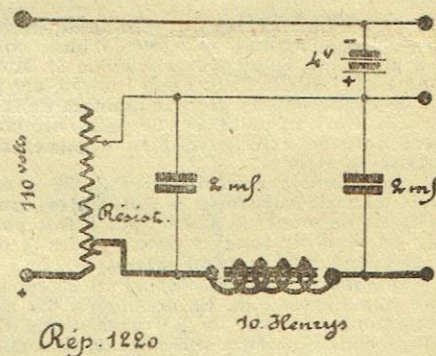 -
4v
+
110 volts
2 mf.
2 mf
Résist.
+
10. Henrys
Rép. 1220